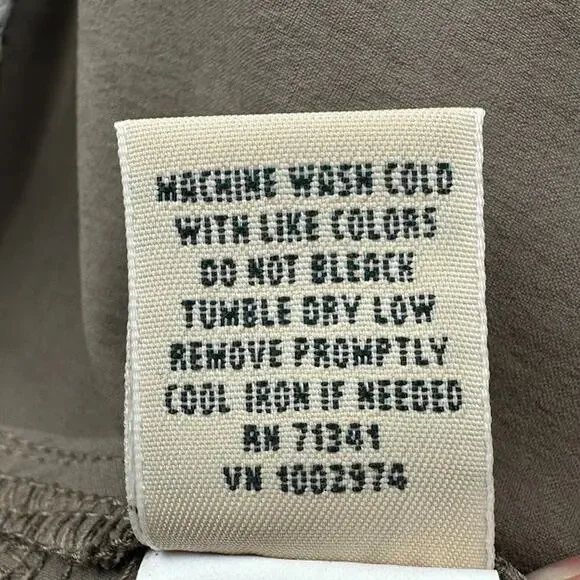 MACHINE WASH COLD
WITH LIKE COLORS
DO NOT BLEACH
TUMBLE DRY LOW
REMOVE PROMPTLY
COOL IRON IF NEEDED
RN 71341
VN 1002974